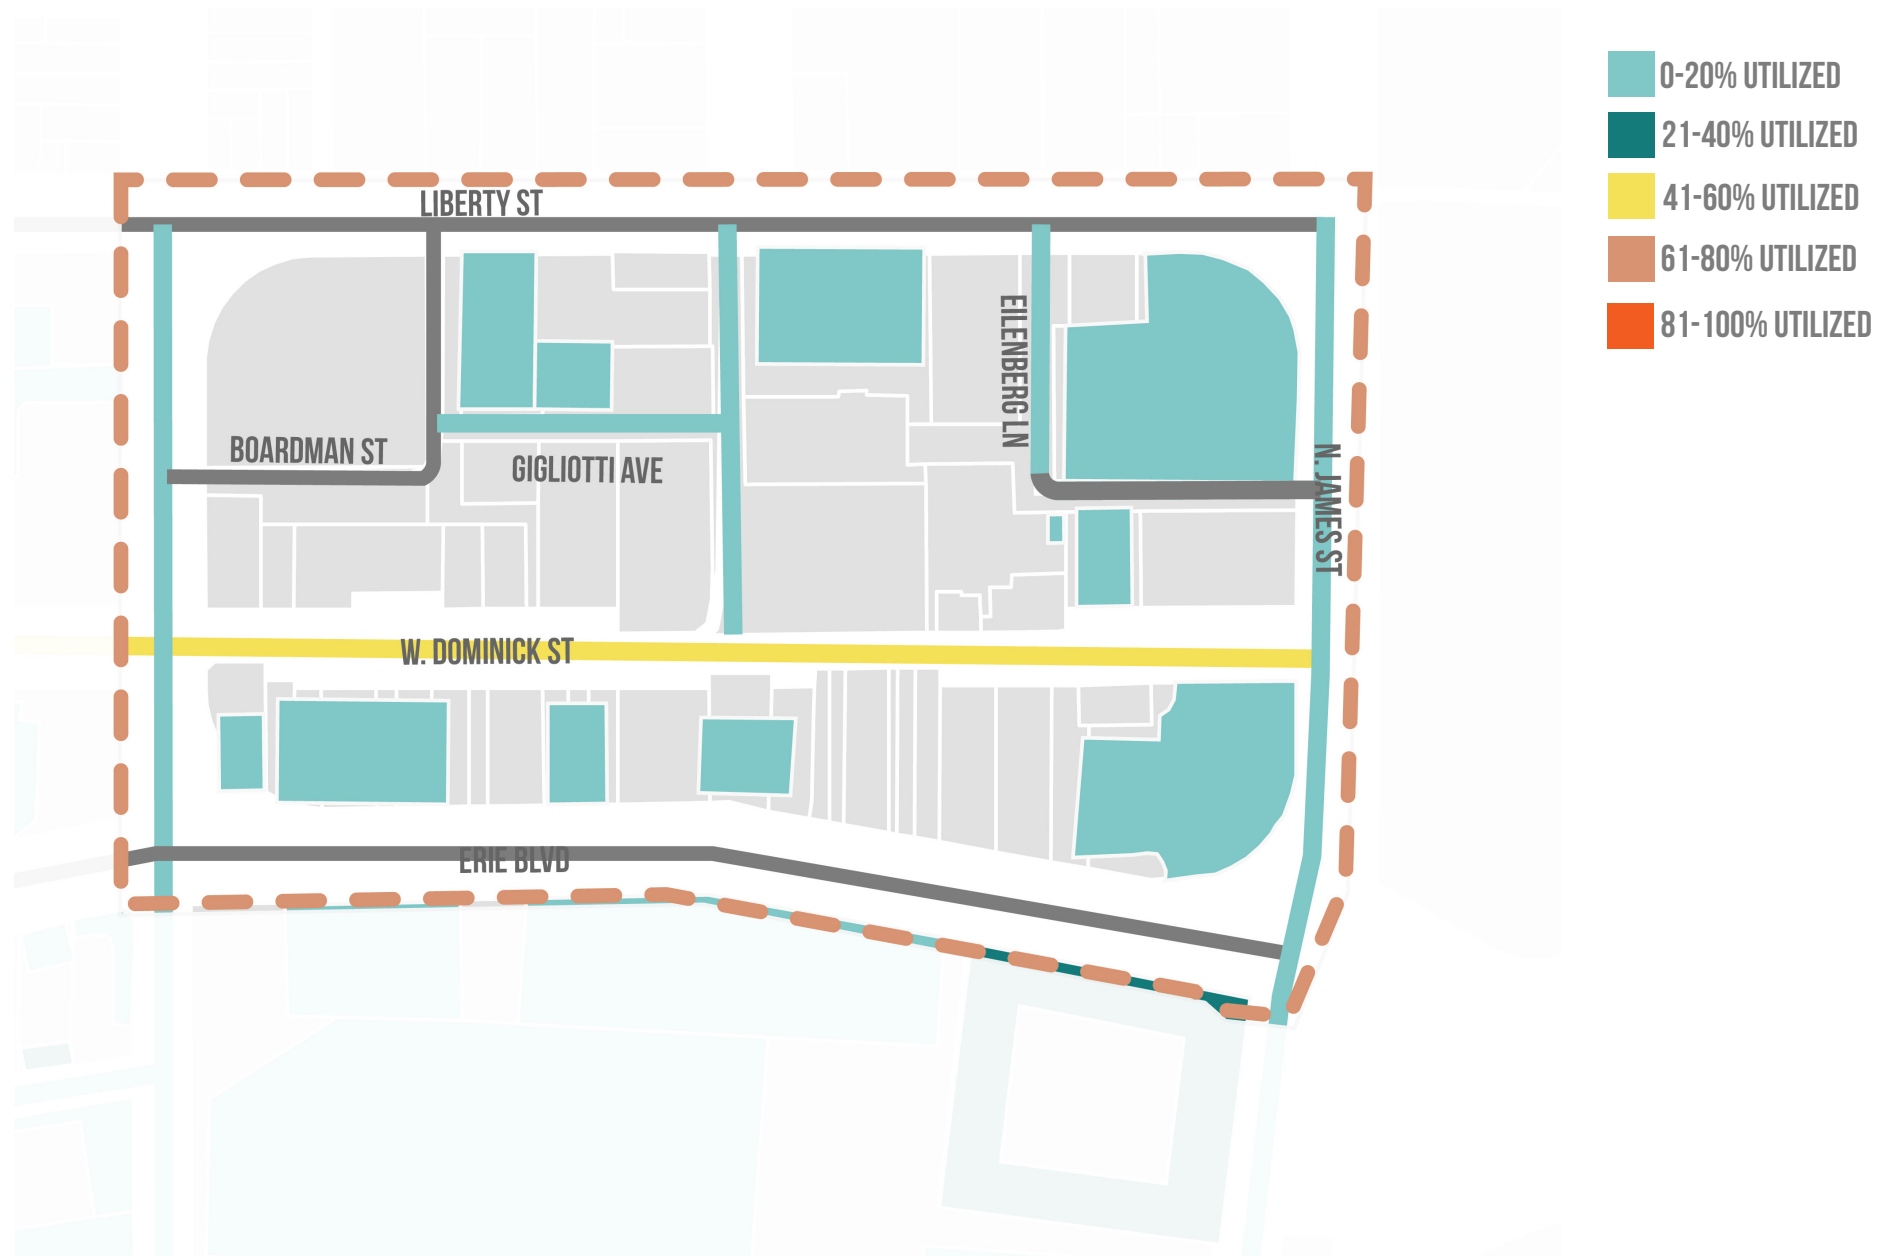 0-20% UTILIZED
21-40% UTILIZED
41-60% UTILIZED
61-80% UTILIZED
81-100% UTILIZED
LIBERTY ST
EILENBERG LN
BOARDMAN ST
GIGLIOTTI AVE
N. JAMES ST
W. DOMINICK ST
ERIE BLVD